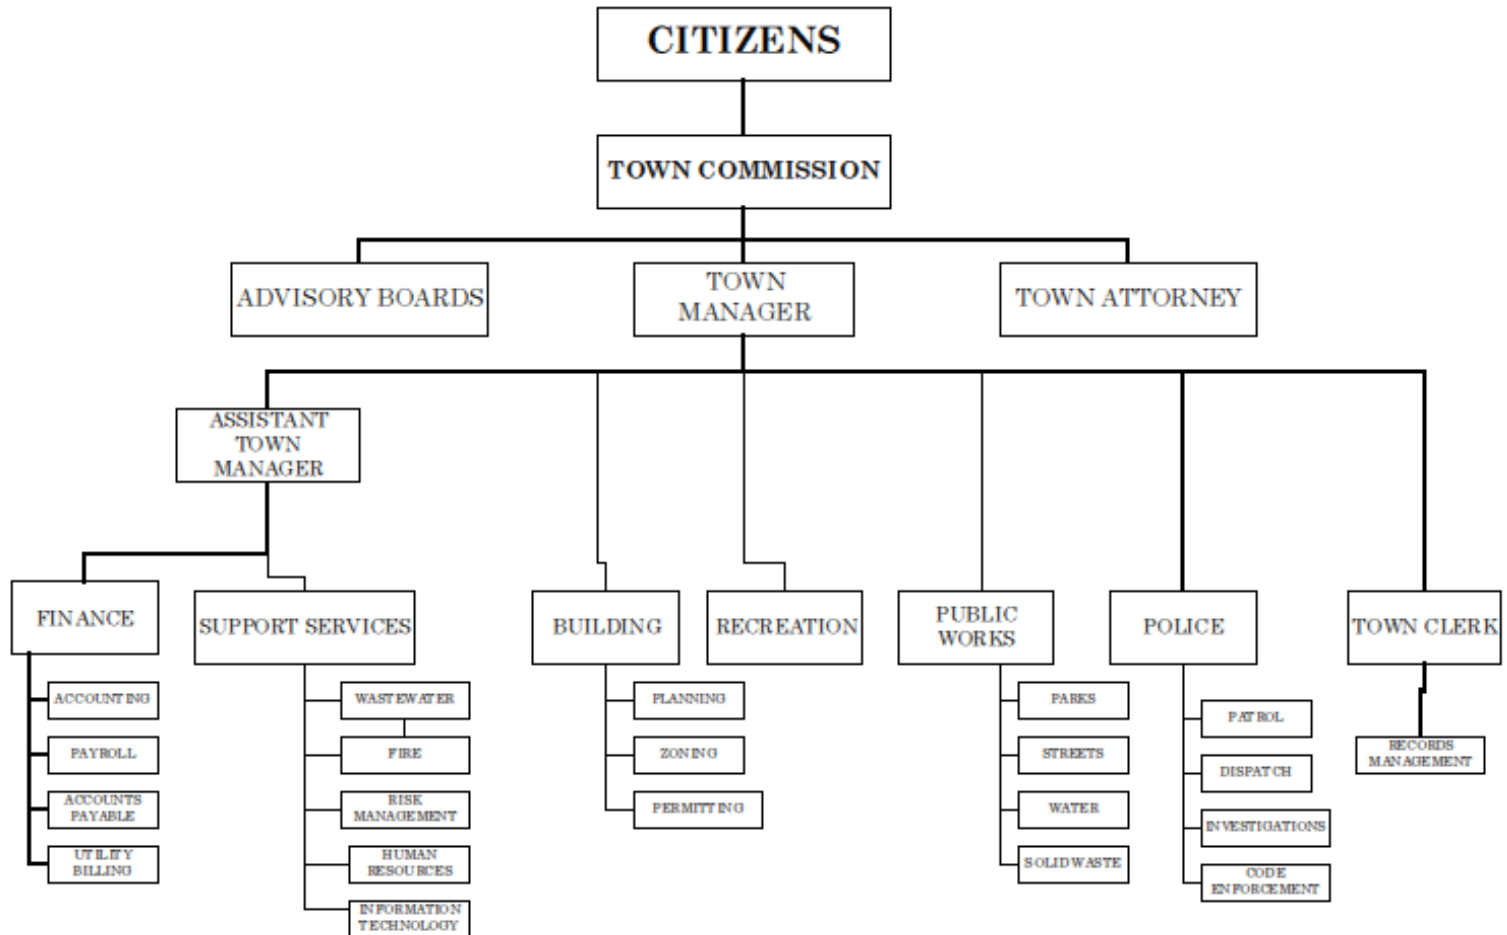 CITIZENS
TOWN COMMISSION
ADVISORY BOARDS
TOWN
MANAGER
TOWN ATTORNEY
ASSISTANT
TOWN
MANAGER
FINANCE
SUPPORT SERVICES
BUILDING
RECREATION
PUBLIC
WORKS
POLICE
TOWN CLERK
ACCOUNTING
PAYROLL
ACCOUNTS
PAYABLE
UTILITY
BILLING
WASTEWATER
FIRE
RISK
MANAGEMENT
HUMAN
RESOURCES
INFORMATION
TECHNOLOGY
PLANNING
ZONING
PERMITTING
PARKS
STREETS
WATER
SOLID WASTE
PATROL
DISPATCH
INVESTIGATIONS
CODE
ENFORCEMENT
RECORDS
MANAGEMENT